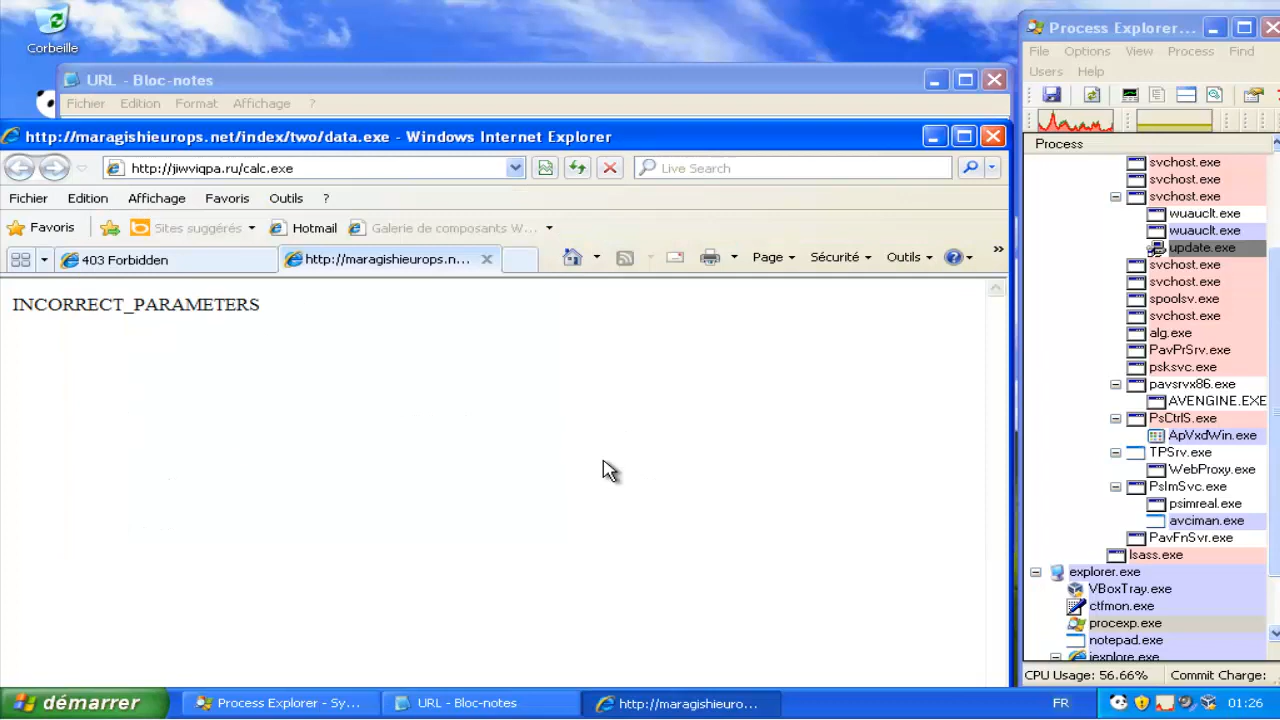 Corbeille
URL - Bloc-notes
Fichier Edition Format Affichage ?
http://maragishieurops.net/index/two/data.exe - Windows Internet Explorer
http://jiwviqpa.ru/calc.exe
Live Search
Fichier Edition Affichage Favoris Outils ?
Favoris Sites suggérés Hotmail Galerie de composants W...
403 Forbidden http://maragishieurops.n... Page Sécurité Outils »
INCORRECT_PARAMETERS
Process Explorer...
File Options View Process Find
Users Help
Process
svchost.exe
svchost.exe
svchost.exe
wuauclt.exe
wuauclt.exe
update.exe
svchost.exe
svchost.exe
spoolsv.exe
svchost.exe
alg.exe
PavPrSrv.exe
psksvc.exe
pavsrvx86.exe
AVENGINE.EXE
PsCtrlS.exe
ApVxdWin.exe
TPSrv.exe
WebProxy.exe
PsImSvc.exe
psimreal.exe
avciman.exe
PavFnSvr.exe
lsass.exe
explorer.exe
VBoxTray.exe
ctfmon.exe
procexp.exe
notepad.exe
iexplore.exe
CPU Usage: 56.66% Commit Charge:
démarrer Process Explorer - Sy... URL - Bloc-notes http://maragishieuro... FR 01:26